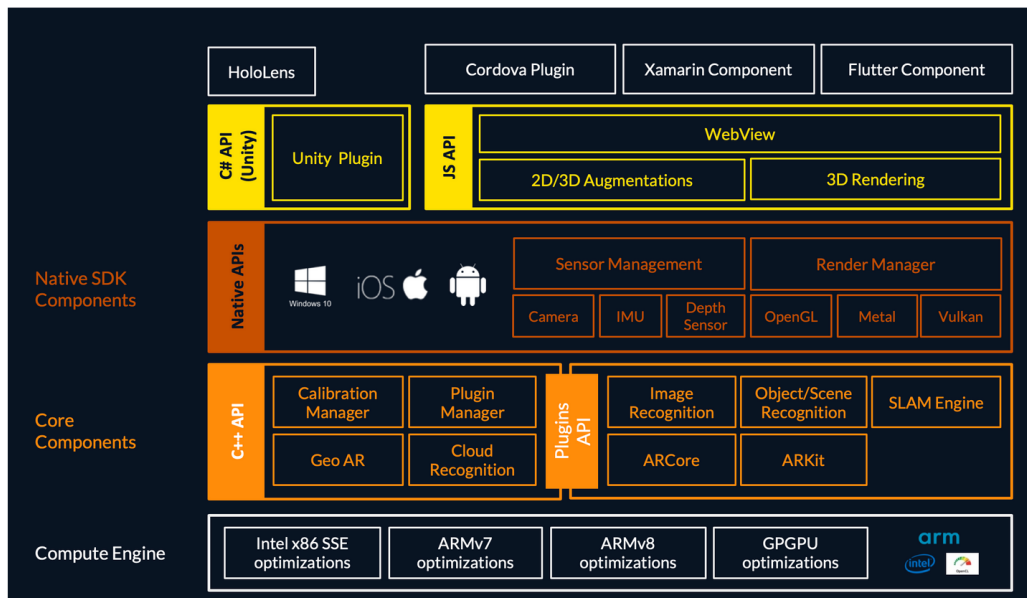 HoloLens
Cordova Plugin
Xamarin Component
Flutter Component
C# API
(Unity)
Unity Plugin
JS API
WebView
2D/3D Augmentations
3D Rendering
Native SDK
Components
Native APIs
Windows 10
iOS
Sensor Management
Render Manager
Camera
IMU
Depth
Sensor
OpenGL
Metal
Vulkan
Core
Components
C++ API
Calibration
Manager
Plugin
Manager
Geo AR
Cloud
Recognition
Plugins
API
Image
Recognition
Object/Scene
Recognition
SLAM Engine
ARCore
ARKit
Compute Engine
Intel x86 SSE
optimizations
ARMv7
optimizations
ARMv8
optimizations
GPGPU
optimizations
arm
intel